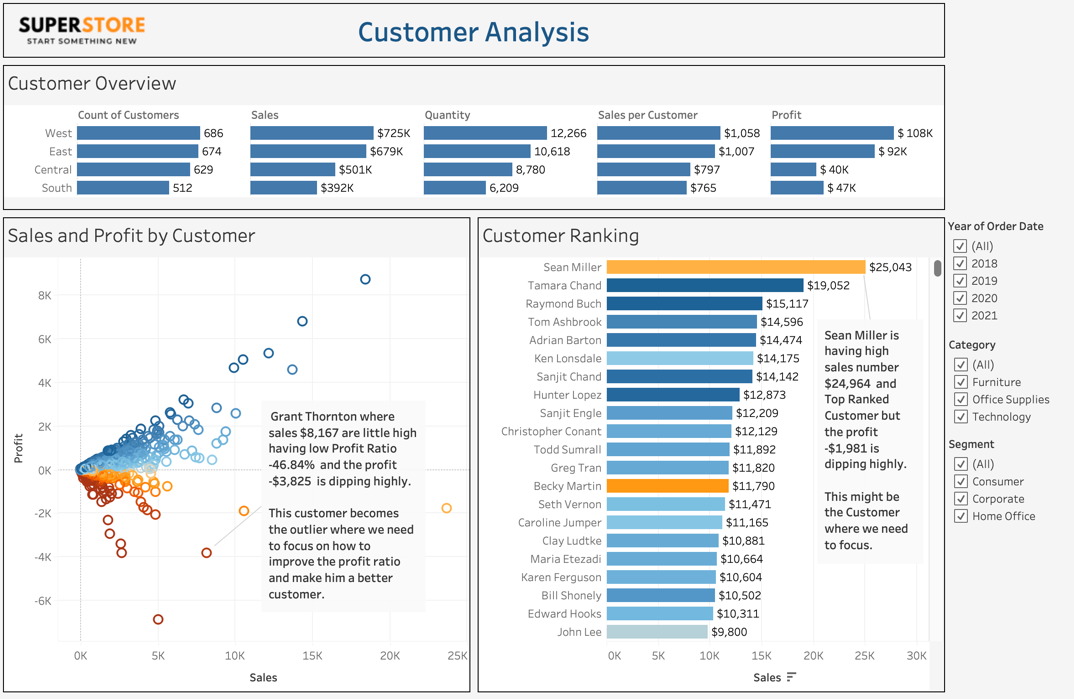 SUPERSTORE
START SOMETHING NEW
Customer Analysis
Customer Overview
Count of Customers Sales Quantity Sales per Customer Profit
West 686 $725K 12,266 $1,058 $ 108K
East 674 $679K 10,618 $1,007 $ 92K
Central 629 $501K 8,780 $797 $ 40K
South 512 $392K 6,209 $765 $ 47K
Sales and Profit by Customer
8K
6K
4K
2K
0K
-2K
-4K
-6K
Profit
Grant Thornton where
sales $8,167 are little high
having low Profit Ratio
-46.84% and the profit
-$3,825 is dipping highly.
This customer becomes
the outlier where we need
to focus on how to
improve the profit ratio
and make him a better
customer.
0K 5K 10K 15K 20K 25K
Sales
Customer Ranking
Sean Miller $25,043
Tamara Chand $19,052
Raymond Buch $15,117
Tom Ashbrook $14,596
Adrian Barton $14,474
Ken Lonsdale $14,175
Sanjit Chand $14,142
Hunter Lopez $12,873
Sanjit Engle $12,209
Christopher Conant $12,129
Todd Sumrall $11,892
Greg Tran $11,820
Becky Martin $11,790
Seth Vernon $11,471
Caroline Jumper $11,165
Clay Ludtke $10,881
Maria Etezadi $10,664
Karen Ferguson $10,604
Bill Shonely $10,502
Edward Hooks $10,311
John Lee $9,800
Sean Miller is
having high
sales number
$24,964 and
Top Ranked
Customer but
the profit
-$1,981 is
dipping highly.
This might be
the Customer
where we need
to focus.
0K 5K 10K 15K 20K 25K 30K
Sales
Year of Order Date
(All)
2018
2019
2020
2021
Category
(All)
Furniture
Office Supplies
Technology
Segment
(All)
Consumer
Corporate
Home Office